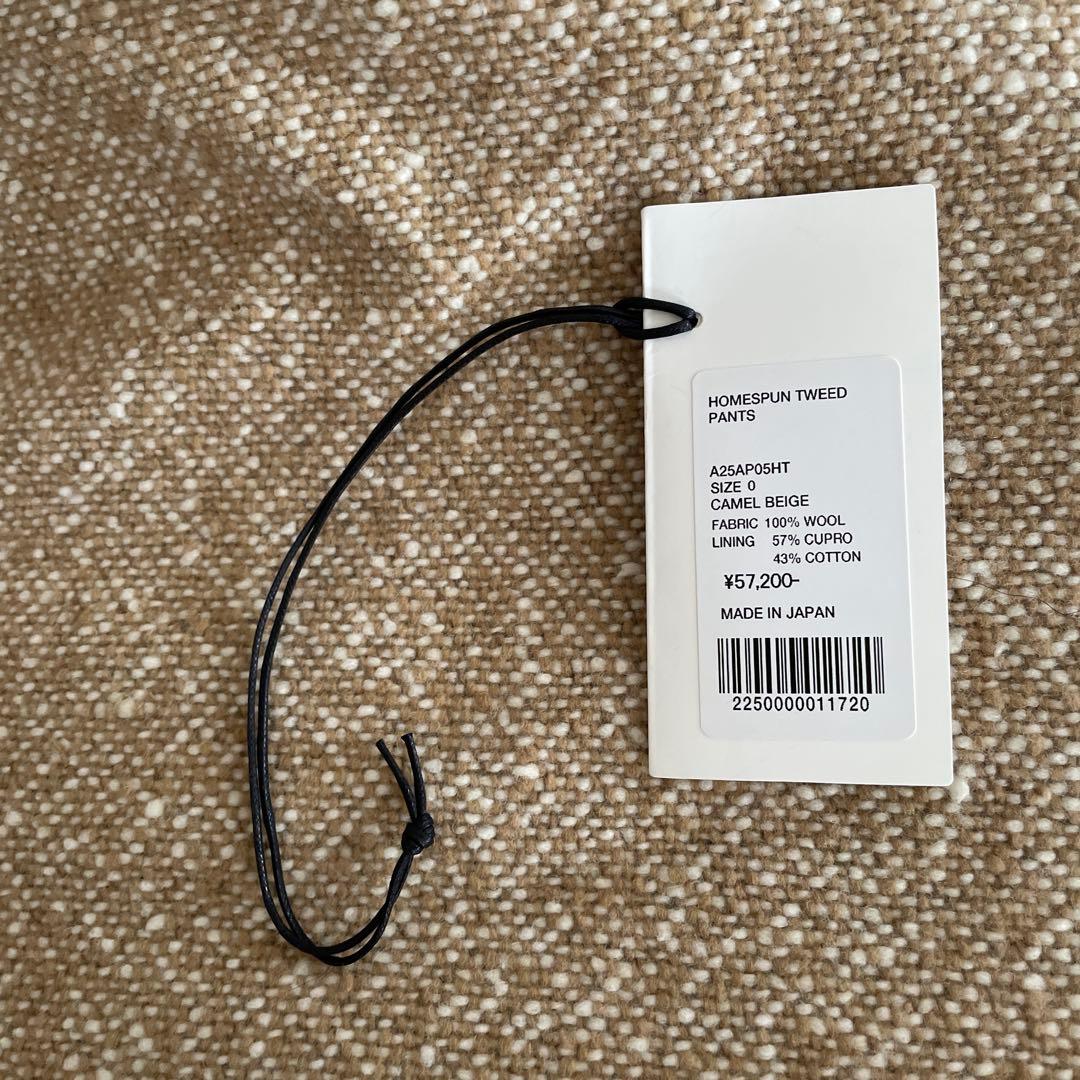 HOMESPUN TWEED
PANTS
A25AP05HT
SIZE 0
CAMEL BEIGE
FABRIC 100% WOOL
LINING 57% CUPRO
43% COTTON
¥57,200-
MADE IN JAPAN
2250000011720